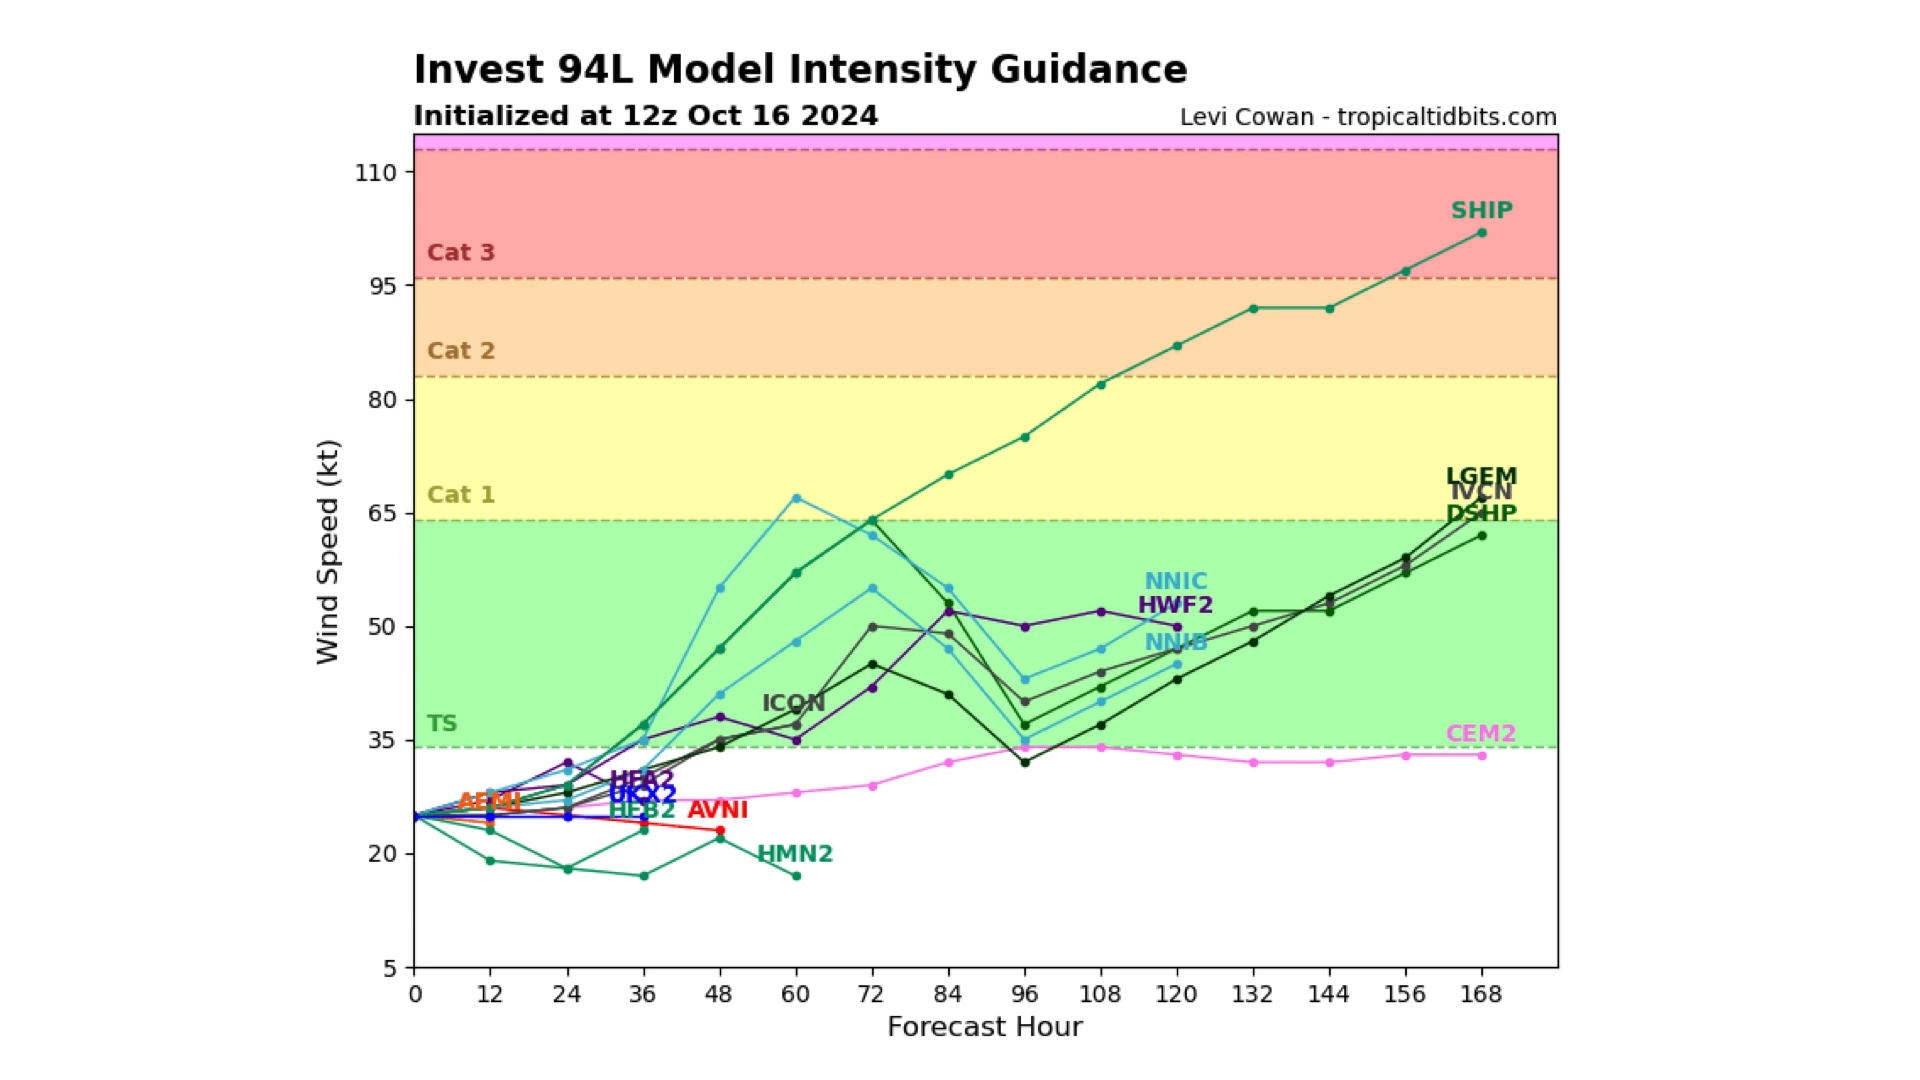 Invest 94L Model Intensity Guidance
Initialized at 12z Oct 16 2024
Levi Cowan - tropicaltidbits.com
110
SHIP
Cat 3
95
Cat 2
80
LGEM
IVCN
Cat 1
65
DSHP
NNIC
HWF2
50
NNIB
ICON
TS
35
CEM2
HFA2
UKX2
AEMI
HFB2
AVNI
20
HMN2
5
Wind Speed (kt)
0 12 24 36 48 60 72 84 96 108 120 132 144 156 168
Forecast Hour